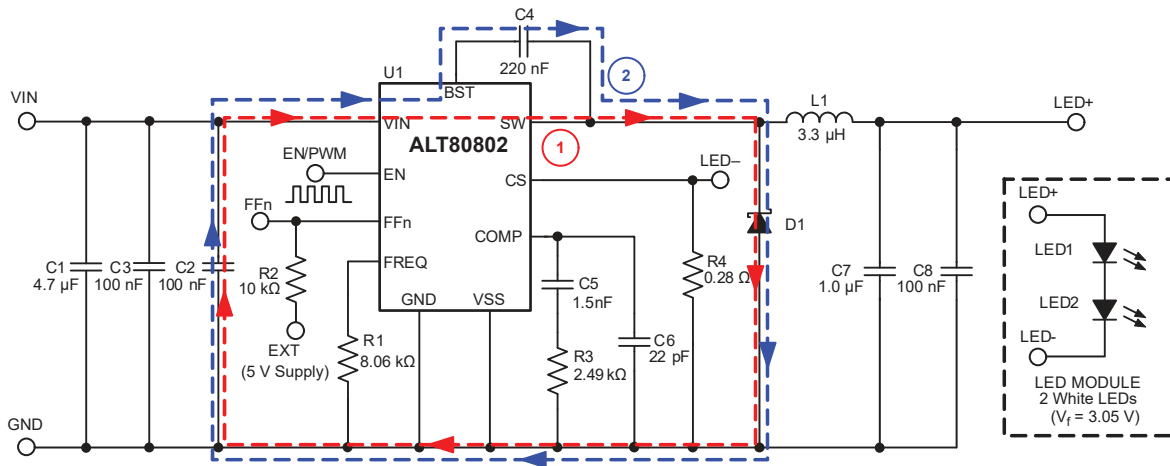 C4
220 nF
2
U1
BST
VIN
VIN
SW
ALT80802
1
L1
3.3 µH
LED+
EN/PWM
EN
CS
LED–
FFn
FFn
COMP
D1
FREQ
C1
4.7 µF
C3
100 nF
C2
100 nF
R2
10 kΩ
EXT
(5 V Supply)
R1
8.06 kΩ
GND
VSS
C5
1.5nF
R3
2.49 kΩ
C6
22 pF
R4
0.28 Ω
C7
1.0 µF
C8
100 nF
GND
LED+
LED1
LED2
LED-
LED MODULE
2 White LEDs
(Vf = 3.05 V)